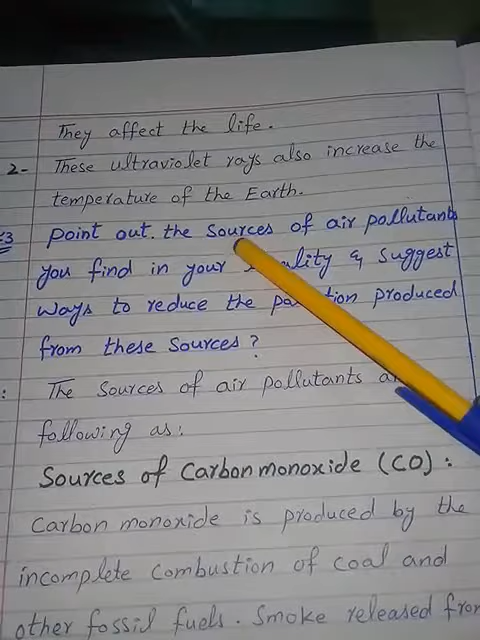 They affect the life.
2- These ultraviolet rays also increase the
temperature of the Earth.
3 Point out. the Sources of air pollutants
you find in your & suggest
ways to reduce the produced
from these Sources?
: The Sources of air pollutants
following as:
Sources of Carbon monoxide (CO):
Carbon monoxide is produced by the
incomplete combustion of coal and
other fossil fuels. Smoke released from